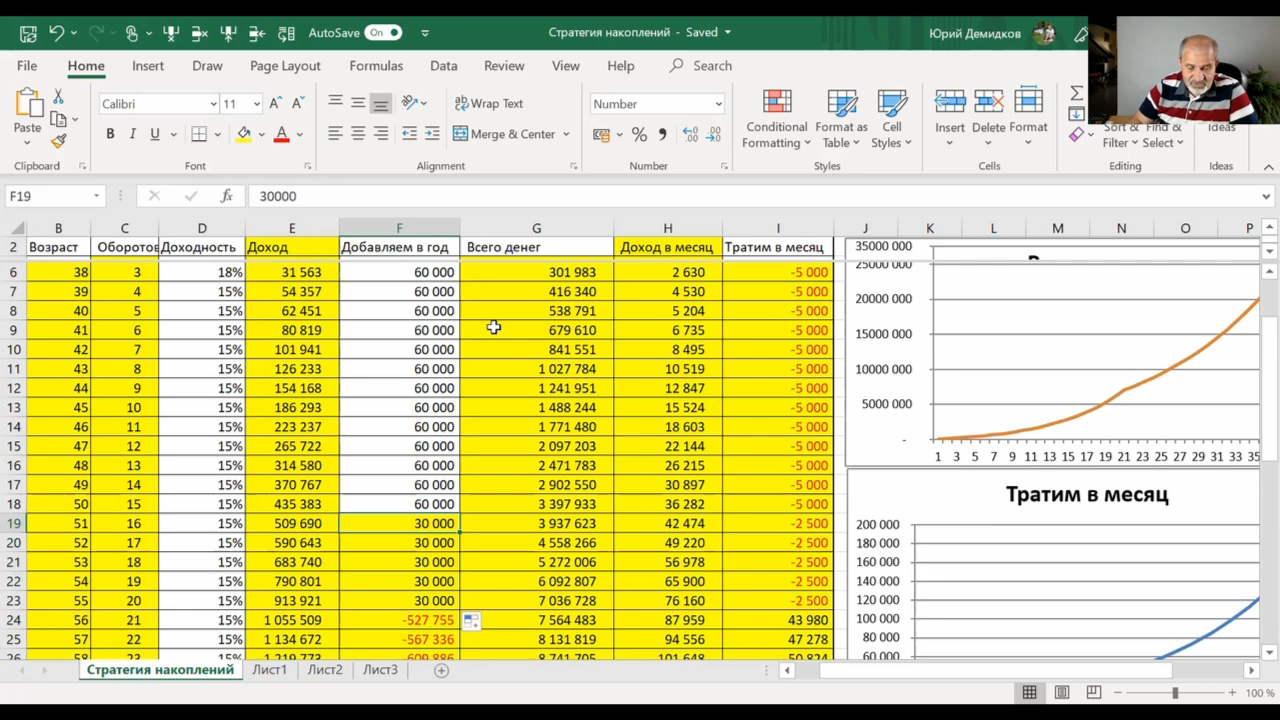 AutoSave On Стратегия накоплений - Saved Юрий Демидков
File Home Insert Draw Page Layout Formulas Data Review View Help Search
Paste Calibri 11 Wrap Text Number
B I U A Merge & Center % Conditional Formatting Format as Table Cell Styles Insert Delete Format Sort & Filter Find & Select Ideas
Clipboard Font Alignment Number Styles Cells Editing Ideas
F19 fx 30000
B C D E F G H I J K L M N O P
2 Возраст Оборотов Доходность Доход Добавляем в год Всего денег Доход в месяц Тратим в месяц
6 38 3 18% 31 563 60 000 301 983 2 630 -5 000
7 39 4 15% 54 357 60 000 416 340 4 530 -5 000
8 40 5 15% 62 451 60 000 538 791 5 204 -5 000
9 41 6 15% 80 819 60 000 679 610 6 735 -5 000
10 42 7 15% 101 941 60 000 841 551 8 495 -5 000
11 43 8 15% 126 233 60 000 1 027 784 10 519 -5 000
12 44 9 15% 154 168 60 000 1 241 951 12 847 -5 000
13 45 10 15% 186 293 60 000 1 488 244 15 524 -5 000
14 46 11 15% 223 237 60 000 1 771 480 18 603 -5 000
15 47 12 15% 265 722 60 000 2 097 203 22 144 -5 000
16 48 13 15% 314 580 60 000 2 471 783 26 215 -5 000
17 49 14 15% 370 767 60 000 2 902 550 30 897 -5 000
18 50 15 15% 435 383 60 000 3 397 933 36 282 -5 000
19 51 16 15% 509 690 30 000 3 937 623 42 474 -2 500
20 52 17 15% 590 643 30 000 4 558 266 49 220 -2 500
21 53 18 15% 683 740 30 000 5 272 006 56 978 -2 500
22 54 19 15% 790 801 30 000 6 092 807 65 900 -2 500
23 55 20 15% 913 921 30 000 7 036 728 76 160 -2 500
24 56 21 15% 1 055 509 -527 755 7 564 483 87 959 43 980
25 57 22 15% 1 134 672 -567 336 8 131 819 94 556 47 278
26 58 23 15% 1 219 773 -609 886 8 741 705 101 648 50 824
35000 000
25000 000
20000 000
15000 000
10000 000
5000 000
-
1 3 5 7 9 11 13 15 17 19 21 23 25 27 29 31 33 35
Тратим в месяц
200 000
180 000
160 000
140 000
120 000
100 000
80 000
60 000
Стратегия накоплений Лист1 Лист2 Лист3
100 %